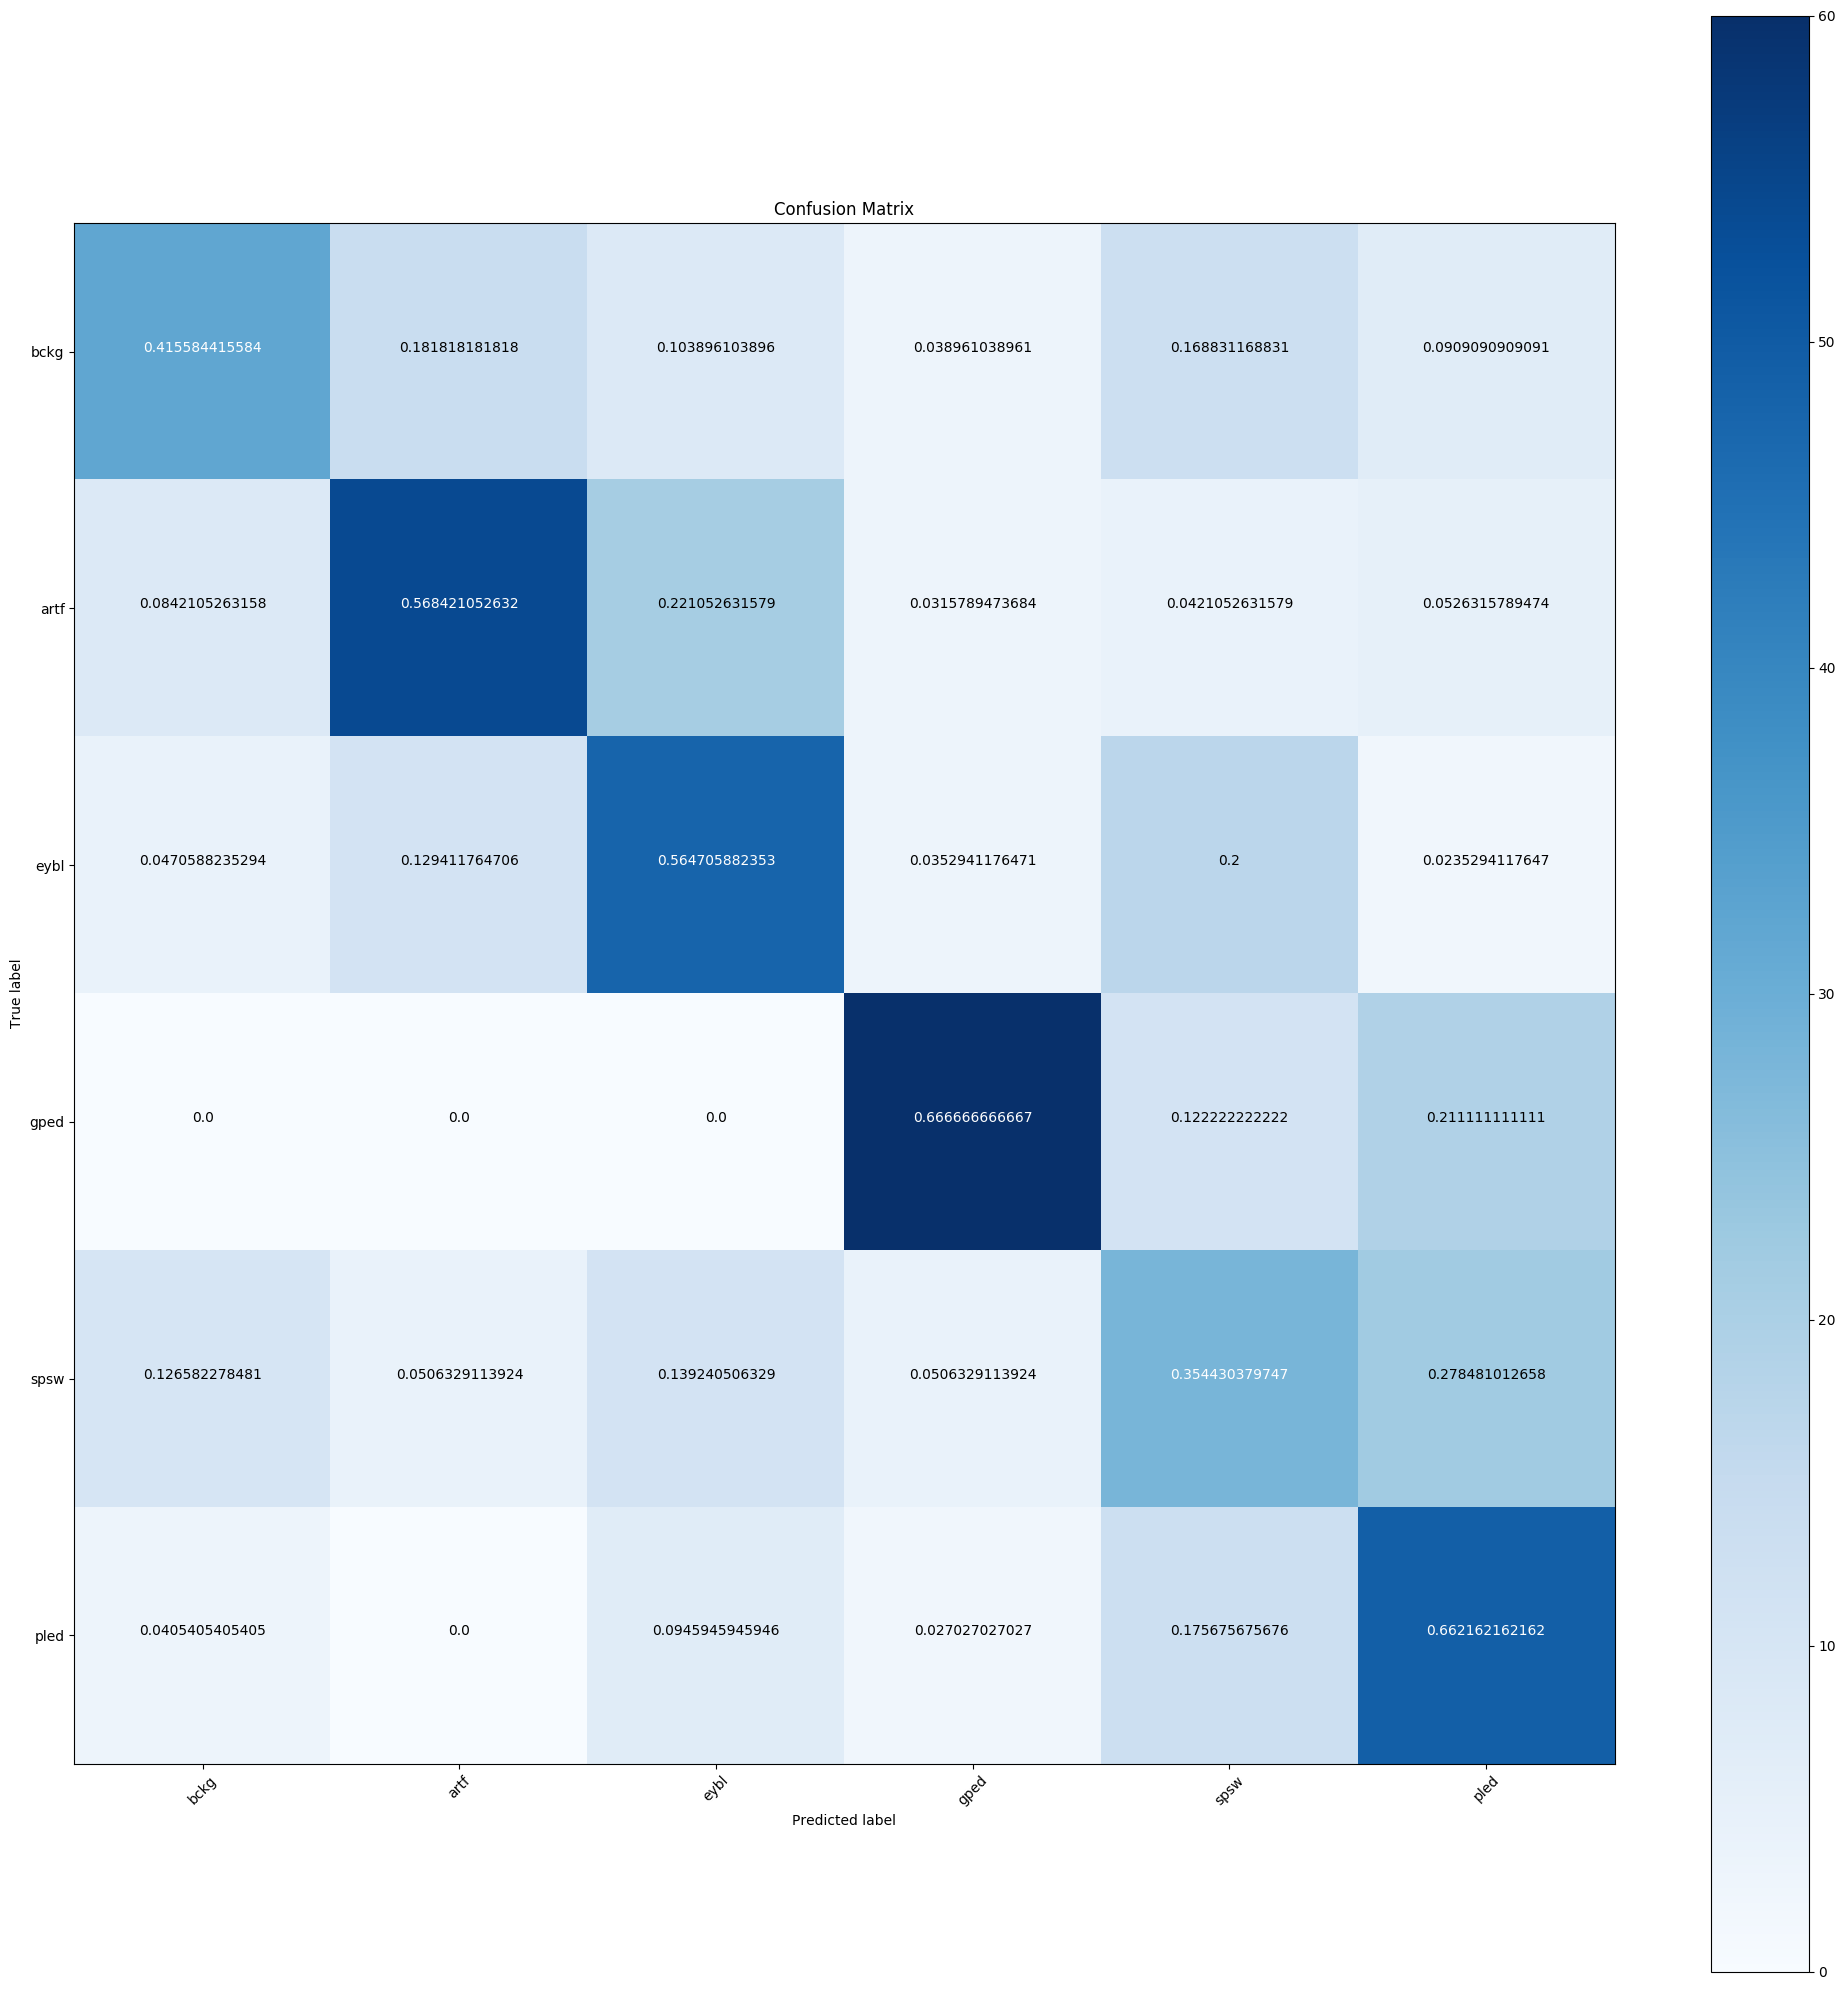 Confusion Matrix
60
50
40
30
20
10
0
bckg 0.415584415584 0.181818181818 0.103896103896 0.038961038961 0.168831168831 0.0909090909091
artf 0.0842105263158 0.568421052632 0.221052631579 0.0315789473684 0.0421052631579 0.0526315789474
eybl 0.0470588235294 0.129411764706 0.564705882353 0.0352941176471 0.2 0.0235294117647
True label
gped 0.0 0.0 0.0 0.666666666667 0.122222222222 0.211111111111
spsw 0.126582278481 0.0506329113924 0.139240506329 0.0506329113924 0.354430379747 0.278481012658
pled 0.0405405405405 0.0 0.0945945945946 0.027027027027 0.175675675676 0.662162162162
bckg artf eybl gped spsw pled
Predicted label